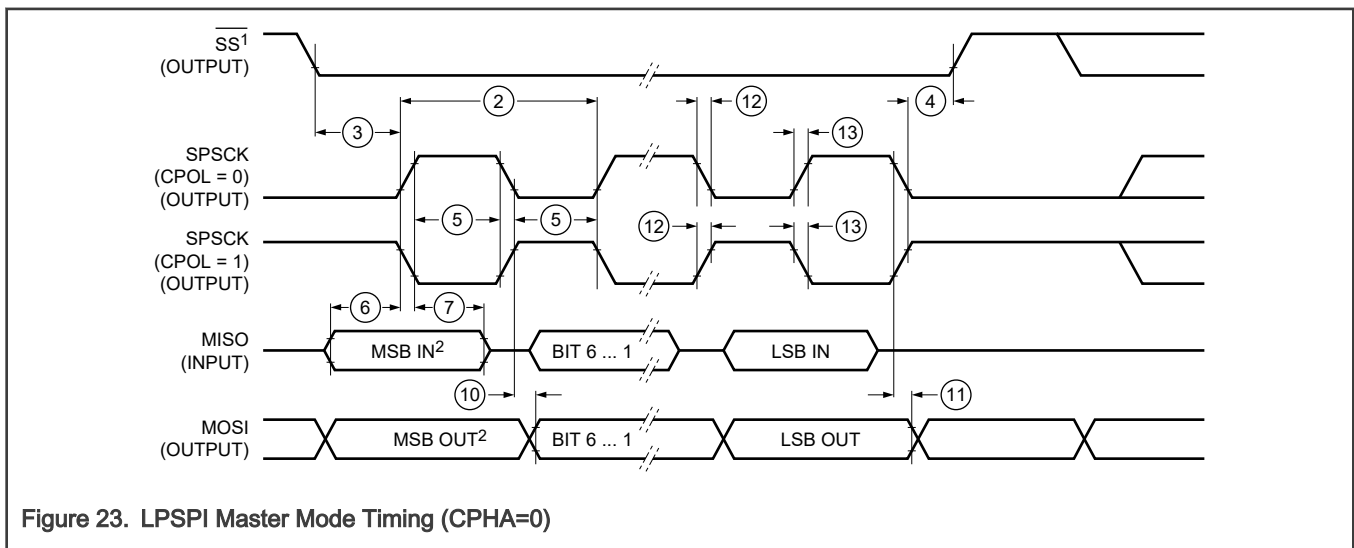 SS1
(OUTPUT)
2
12
4
3
13
SPSCK
(CPOL = 0)
(OUTPUT)
5
5
12
13
SPSCK
(CPOL = 1)
(OUTPUT)
6
7
MISO
(INPUT)
MSB IN2
BIT 6 ... 1
LSB IN
10
11
MOSI
(OUTPUT)
MSB OUT2
BIT 6 ... 1
LSB OUT
Figure 23. LPSPI Master Mode Timing (CPHA=0)